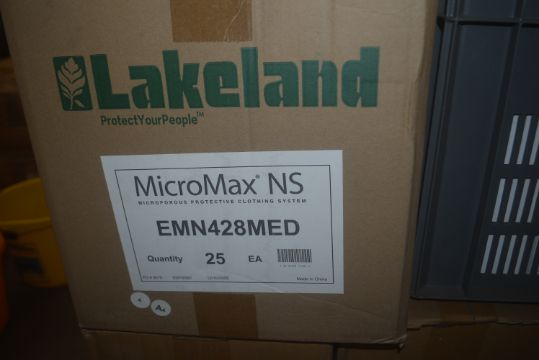 Lakeland
ProtectYourPeople™
MicroMax® NS
MICROPOROUS PROTECTIVE CLOTHING SYSTEM
EMN428MED
Quantity 25 EA
Made in China